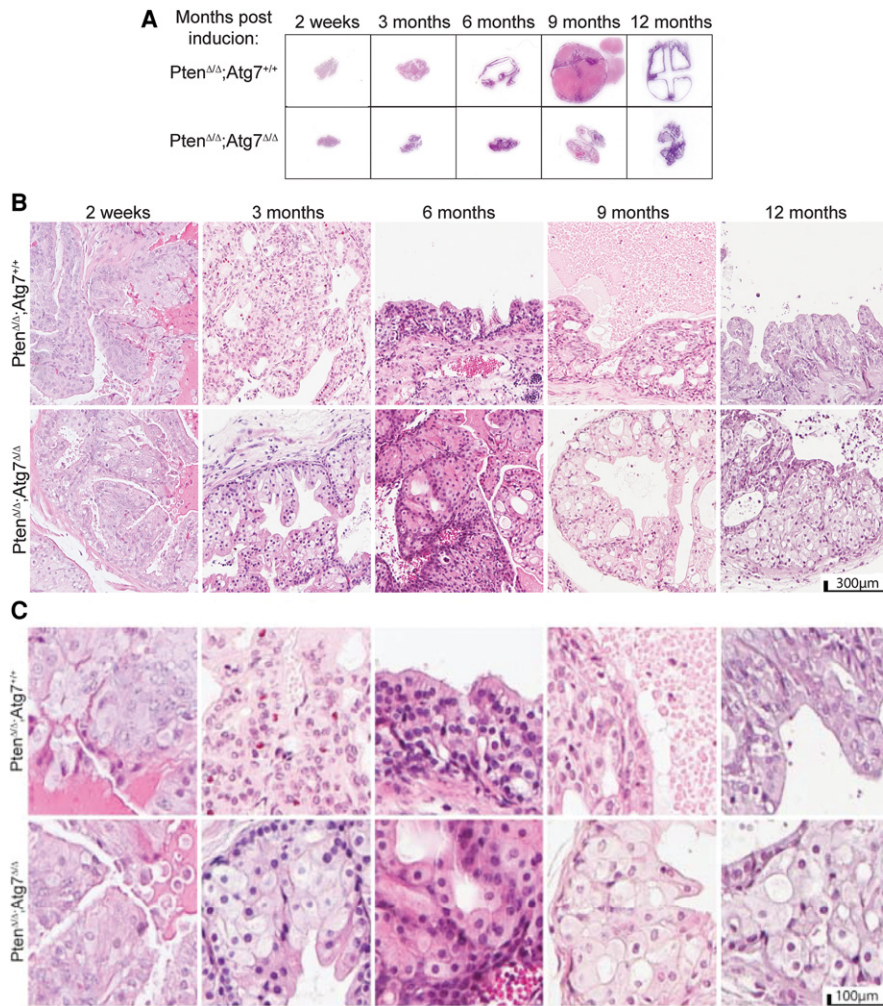 A
Months post
inducion:
2 weeks
3 months
6 months
9 months
12 months
Pten^Δ/Δ;Atg7^+/+
Pten^Δ/Δ;Atg7^Δ/Δ
B
2 weeks
3 months
6 months
9 months
12 months
Pten^Δ/Δ;Atg7^+/+
Pten^Δ/Δ;Atg7^Δ/Δ
300µm
C
Pten^Δ/Δ;Atg7^+/+
Pten^Δ/Δ;Atg7^Δ/Δ
100µm